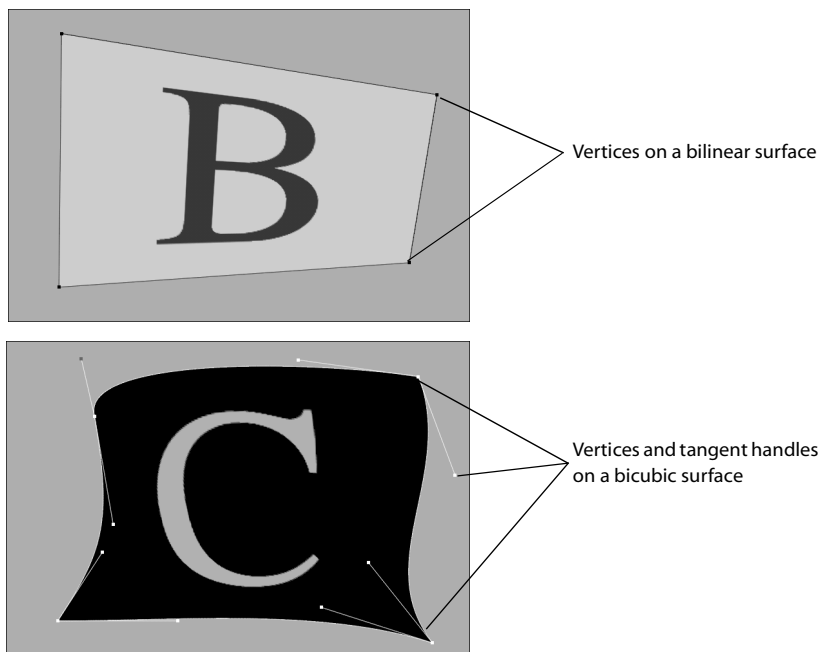 B
Vertices on a bilinear surface
C
Vertices and tangent handles
on a bicubic surface